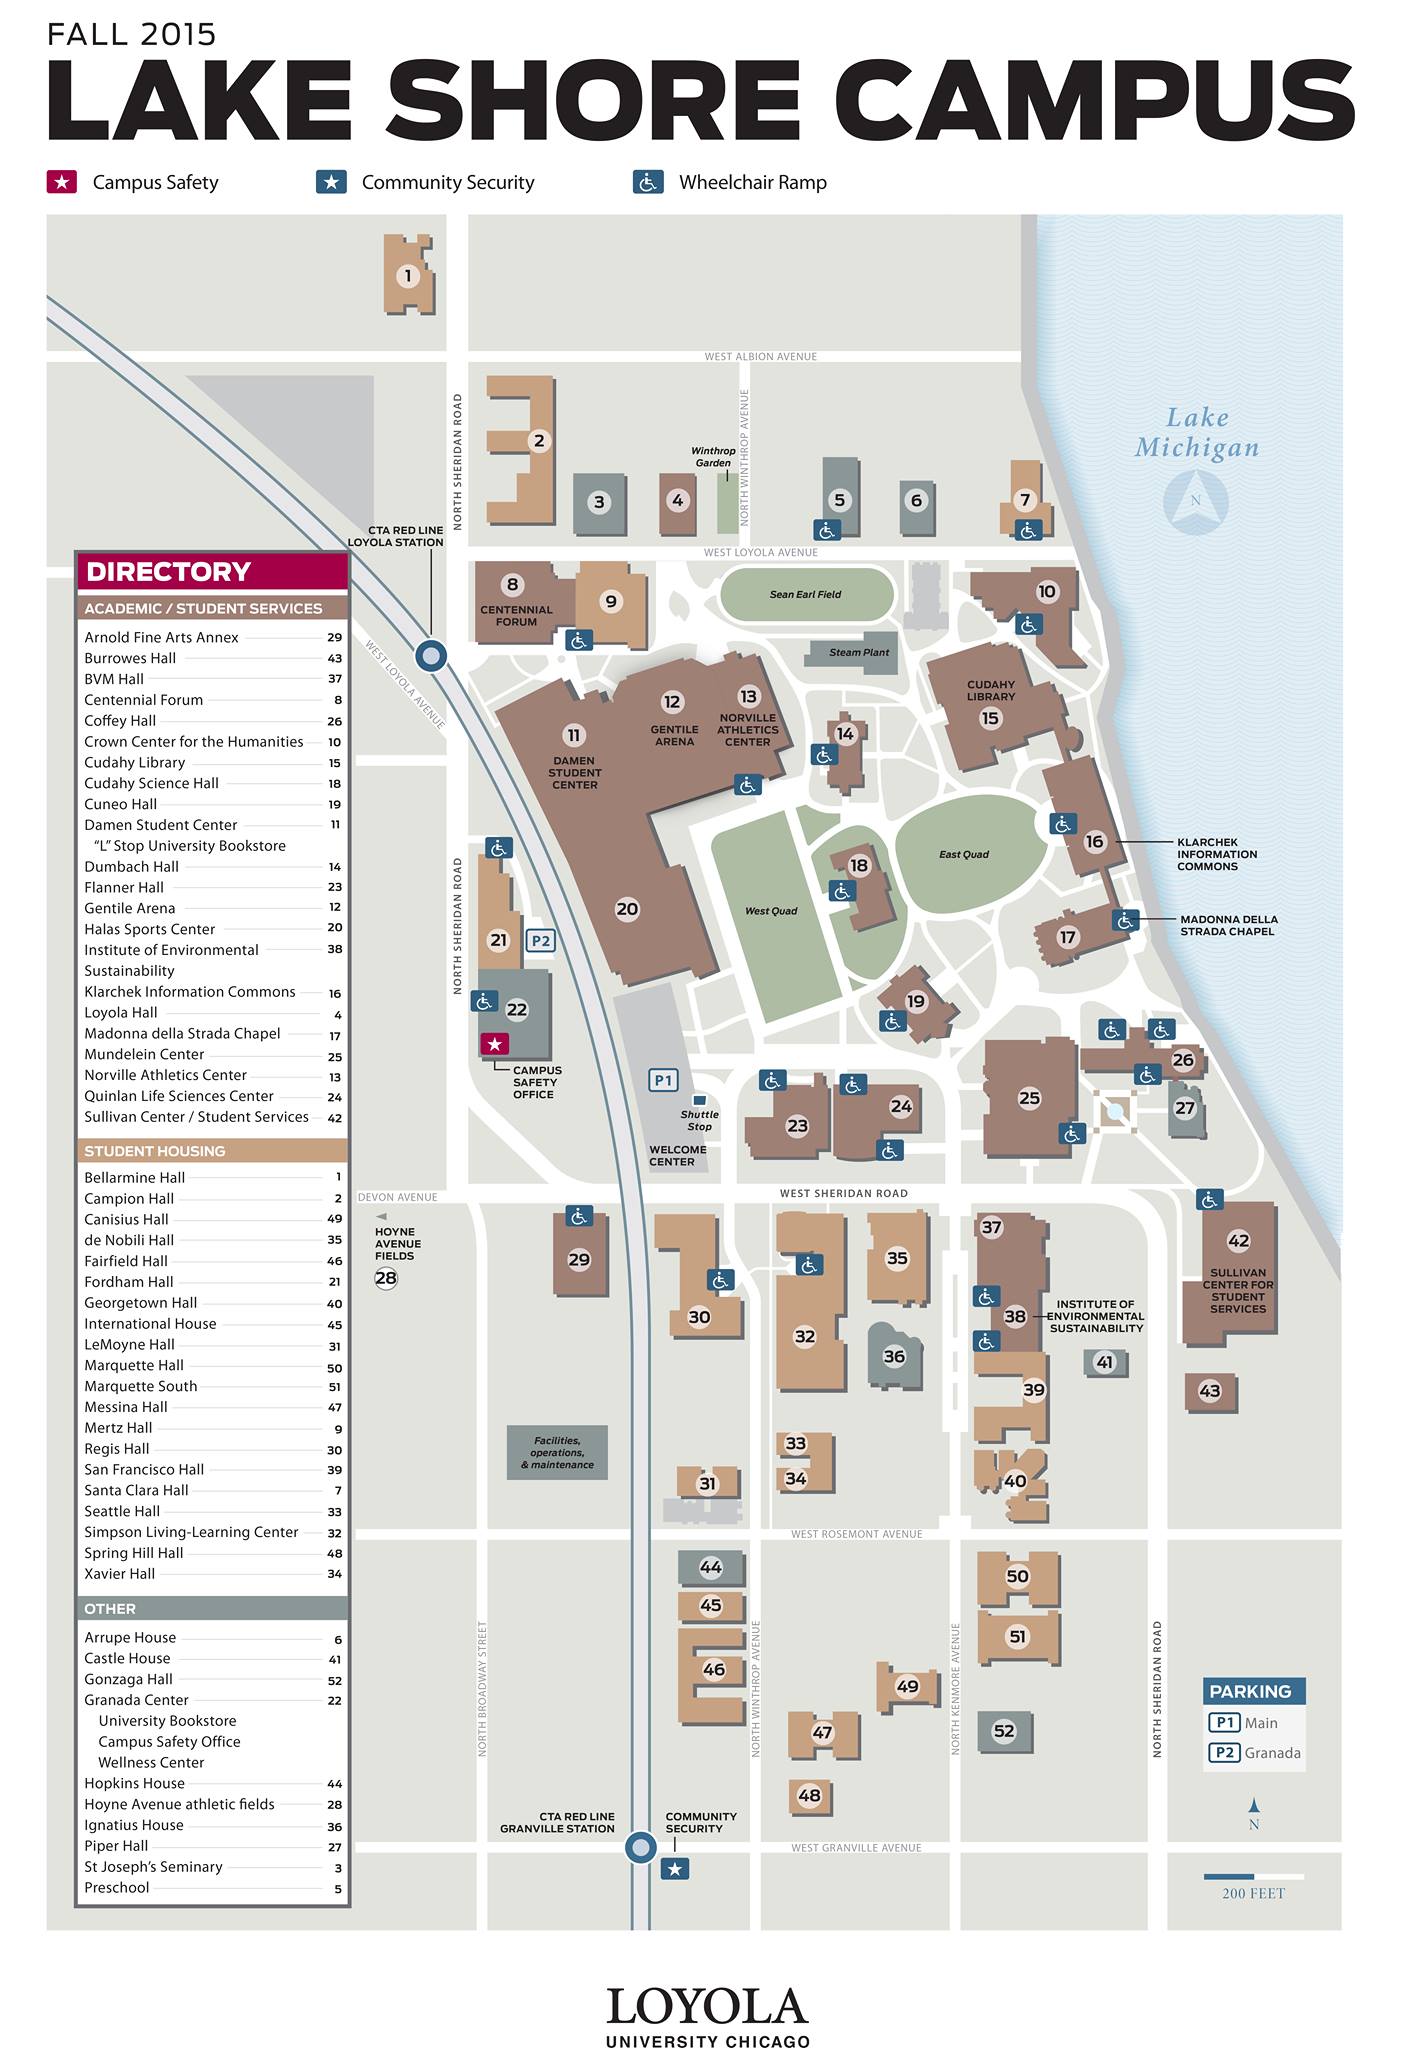 FALL 2015
LAKE SHORE CAMPUS
Campus Safety
Community Security
Wheelchair Ramp
DIRECTORY
ACADEMIC / STUDENT SERVICES
Arnold Fine Arts Annex 29
Burrowes Hall 43
BVM Hall 37
Centennial Forum 8
Coffey Hall 26
Crown Center for the Humanities 10
Cudahy Library 15
Cudahy Science Hall 18
Cuneo Hall 19
Damen Student Center 11
“L” Stop University Bookstore
Dumbach Hall 14
Flanner Hall 23
Gentile Arena 12
Halas Sports Center 20
Institute of Environmental 38
Sustainability
Klarchek Information Commons 16
Loyola Hall 4
Madonna della Strada Chapel 17
Mundelein Center 25
Norville Athletics Center 13
Quinlan Life Sciences Center 24
Sullivan Center / Student Services 42
STUDENT HOUSING
Bellarmine Hall 1
Campion Hall 2
Canisius Hall 49
de Nobili Hall 35
Fairfield Hall 46
Fordham Hall 21
Georgetown Hall 40
International House 45
LeMoyne Hall 31
Marquette Hall 50
Marquette South 51
Messina Hall 47
Mertz Hall 9
Regis Hall 30
San Francisco Hall 39
Santa Clara Hall 7
Seattle Hall 33
Simpson Living-Learning Center 32
Spring Hill Hall 48
Xavier Hall 34
OTHER
Arrupe House 6
Castle House 41
Gonzaga Hall 52
Granada Center 22
University Bookstore
Campus Safety Office
Wellness Center
Hopkins House 44
Hoyne Avenue athletic fields 28
Ignatius House 36
Piper Hall 27
St Joseph's Seminary 3
Preschool 5
1
WEST ALBION AVENUE
NORTH SHERIDAN ROAD
NORTH WINTHROP AVENUE
Lake
Michigan
N
2
Winthrop
Garden
3
4
5
6
7
CTA RED LINE
LOYOLA STATION
WEST LOYOLA AVENUE
WEST LOYOLA AVENUE
8
CENTENNIAL
FORUM
9
Sean Earl Field
10
Steam Plant
11
DAMEN
STUDENT
CENTER
12
GENTILE
ARENA
13
NORVILLE
ATHLETICS
CENTER
14
CUDAHY
LIBRARY
15
16
KLARCHEK
INFORMATION
COMMONS
NORTH SHERIDAN ROAD
East Quad
18
West Quad
20
21
P2
17
MADONNA DELLA
STRADA CHAPEL
22
19
CAMPUS
SAFETY
OFFICE
P1
Shuttle
Stop
WELCOME
CENTER
23
24
25
26
27
DEVON AVENUE
WEST SHERIDAN ROAD
HOYNE
AVENUE
FIELDS
28
29
30
32
35
36
37
38
INSTITUTE OF
ENVIRONMENTAL
SUSTAINABILITY
42
SULLIVAN
CENTER FOR
STUDENT
SERVICES
41
39
43
Facilities,
operations,
& maintenance
31
33
34
40
WEST ROSEMONT AVENUE
44
45
46
50
51
49
47
52
48
NORTH BROADWAY STREET
NORTH WINTHROP AVENUE
NORTH KENMORE AVENUE
NORTH SHERIDAN ROAD
PARKING
P1 Main
P2 Granada
N
CTA RED LINE
GRANVILLE STATION
COMMUNITY
SECURITY
WEST GRANVILLE AVENUE
200 FEET
LOYOLA
UNIVERSITY CHICAGO